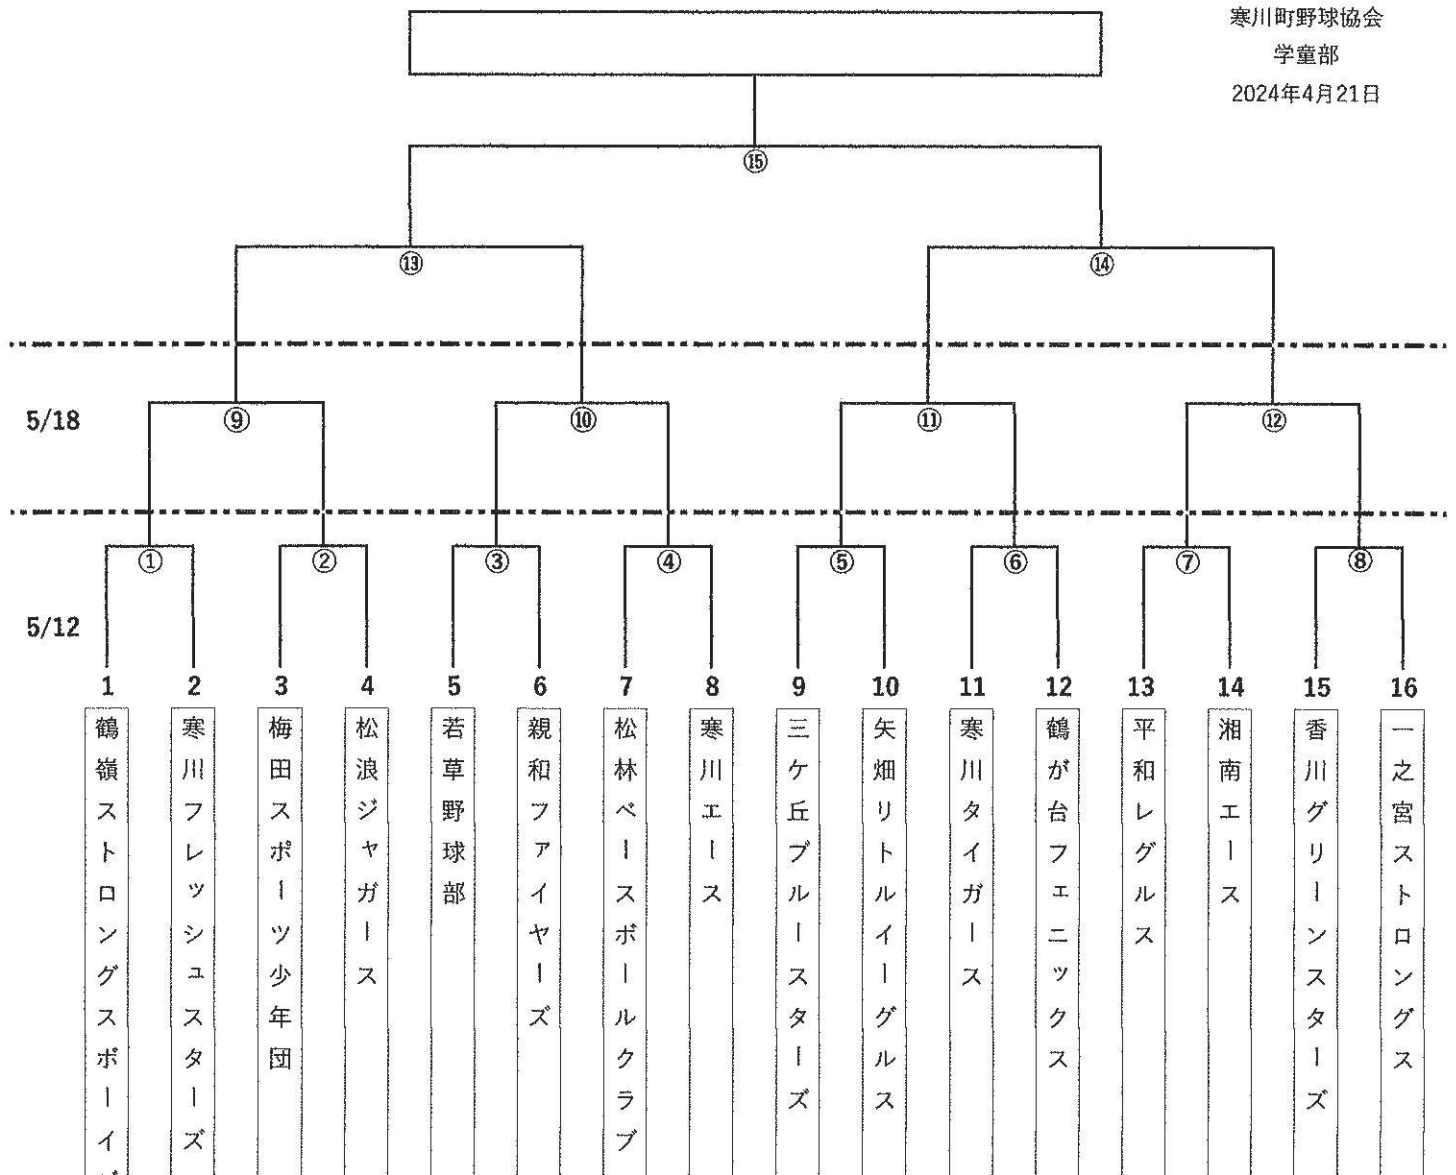 寒川町野球協会
学童部
2024年4月21日
⑮
⑬
⑭
5/18
⑨
⑩
⑪
⑫
①
②
③
④
⑤
⑥
⑦
⑧
5/12
1
2
3
4
5
6
7
8
9
10
11
12
13
14
15
16
鶴嶺ストロングスボーイ
寒川フレッシュスターズ
梅田スポーツ少年団
松浪ジャガース
若草野球部
親和ファイヤーズ
松林ベースボールクラブ
寒川エース
三ケ丘ブルースターズ
矢畑リトルイーグルス
寒川タイガース
鶴が台フェニックス
平和レグルス
湘南エース
香川グリーンスターズ
一之宮ストロングス